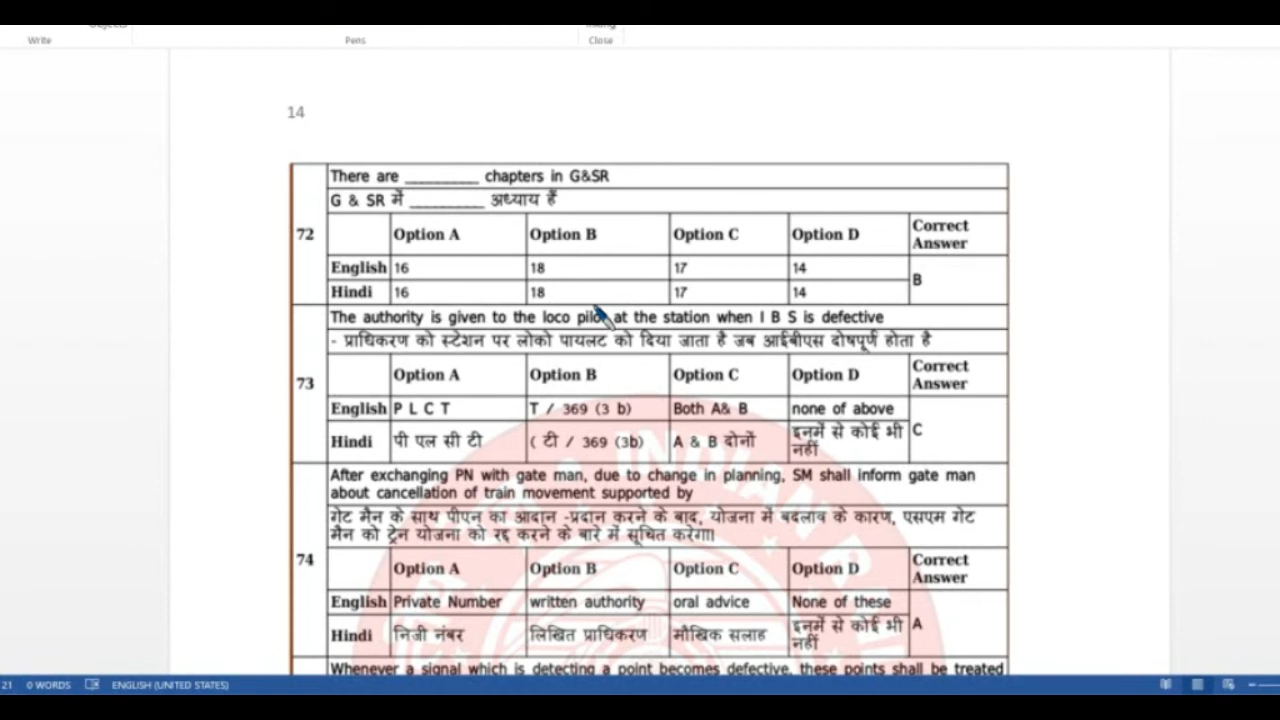 Objects
Inking
Write
Pens
Close
14
There are _________ chapters in G&SR
G & SR में _________ अध्याय हैं
72
Option A Option B Option C Option D Correct Answer
English 16 18 17 14 B
Hindi 16 18 17 14
The authority is given to the loco pilot at the station when I B S is defective
- प्राधिकरण को स्टेशन पर लोको पायलट को दिया जाता है जब आईबीएस दोषपूर्ण होता है
73
Option A Option B Option C Option D Correct Answer
English P L C T T / 369 (3 b) Both A& B none of above C
Hindi पी एल सी टी ( टी / 369 (3b) A & B दोनों इनमें से कोई भी नहीं
After exchanging PN with gate man, due to change in planning, SM shall inform gate man
about cancellation of train movement supported by
गेट मैन के साथ पीएन का आदान -प्रदान करने के बाद, योजना में बदलाव के कारण, एसएम गेट
मैन को ट्रेन योजना को रद्द करने के बारे में सूचित करेगा।
74
Option A Option B Option C Option D Correct Answer
English Private Number written authority oral advice None of these A
Hindi निजी नंबर लिखित प्राधिकरण मौखिक सलाह इनमें से कोई भी नहीं
Whenever a signal which is detecting a point becomes defective, these points shall be treated
21 0 WORDS ENGLISH (UNITED STATES)